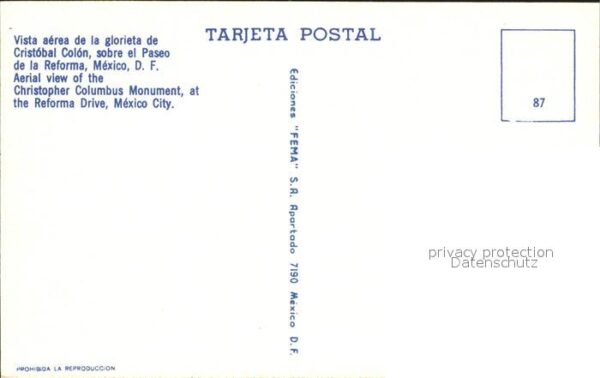 Vista aérea de la glorieta de
Cristóbal Colón, sobre el Paseo
de la Reforma, México, D. F.
Aerial view of the
Christopher Columbus Monument, at
the Reforma Drive, México City.
TARJETA POSTAL
87
Ediciones "FEMA" S.A. Apartado 7190 México D.F.
privacy protection
Datenschutz
PROHIBIDA LA REPRODUCCION